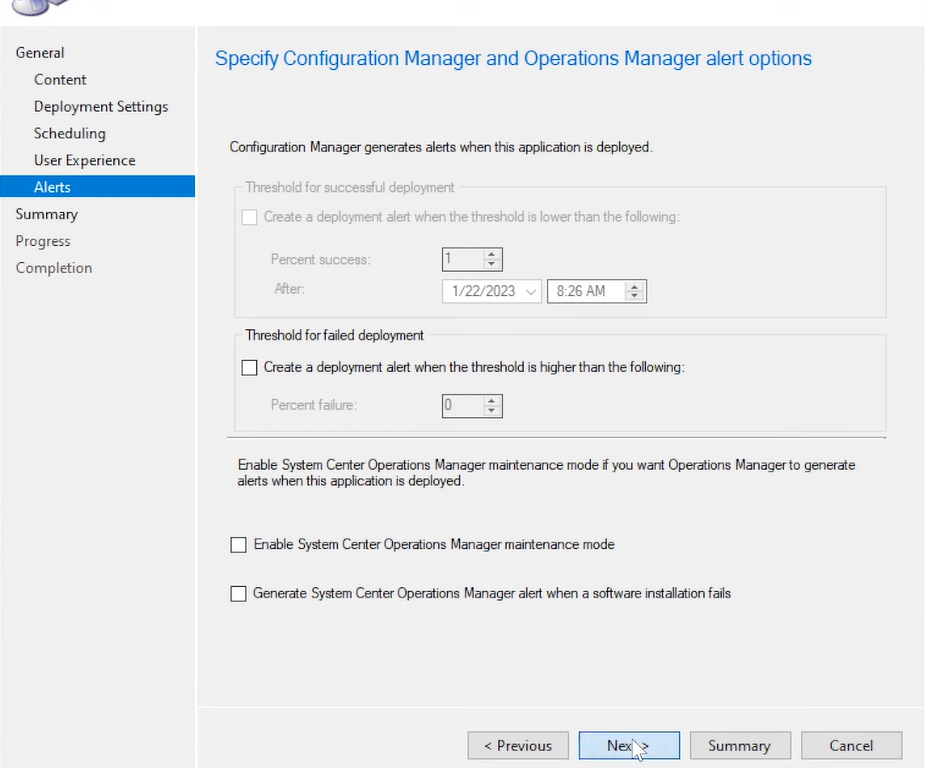 General
Content
Deployment Settings
Scheduling
User Experience
Alerts
Summary
Progress
Completion
Specify Configuration Manager and Operations Manager alert options
Configuration Manager generates alerts when this application is deployed.
Threshold for successful deployment
Create a deployment alert when the threshold is lower than the following:
Percent success: 1
After: 1/22/2023 8:26 AM
Threshold for failed deployment
Create a deployment alert when the threshold is higher than the following:
Percent failure: 0
Enable System Center Operations Manager maintenance mode if you want Operations Manager to generate
alerts when this application is deployed.
Enable System Center Operations Manager maintenance mode
Generate System Center Operations Manager alert when a software installation fails
< Previous Next > Summary Cancel